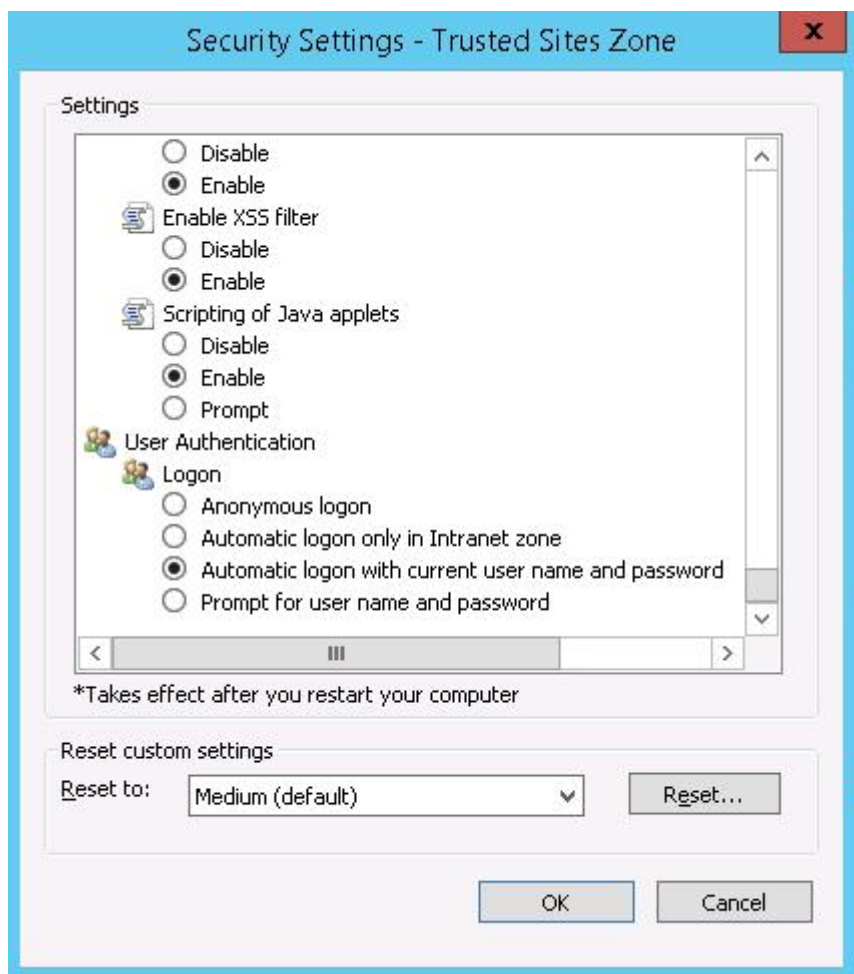 Security Settings - Trusted Sites Zone
x
Settings
Disable
Enable
Enable XSS filter
Disable
Enable
Scripting of Java applets
Disable
Enable
Prompt
User Authentication
Logon
Anonymous logon
Automatic logon only in Intranet zone
Automatic logon with current user name and password
Prompt for user name and password
*Takes effect after you restart your computer
Reset custom settings
Reset to: Medium (default) Reset...
OK Cancel